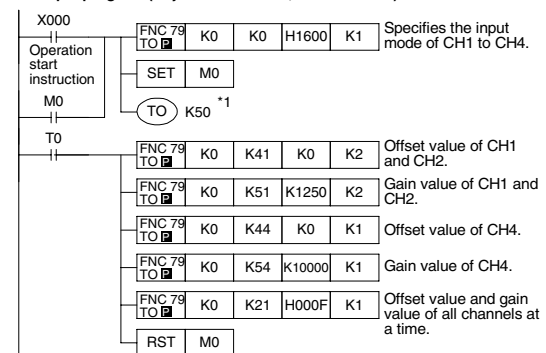 X000
Operation
start
instruction
M0
FNC 79
TO P K0 K0 H1600 K1
Specifies the input
mode of CH1 to CH4.
SET M0
TO K50 *1
T0
FNC 79
TO P K0 K41 K0 K2
Offset value of CH1
and CH2.
FNC 79
TO P K0 K51 K1250 K2
Gain value of CH1 and
CH2.
FNC 79
TO P K0 K44 K0 K1
Offset value of CH4.
FNC 79
TO P K0 K54 K10000 K1
Gain value of CH4.
FNC 79
TO P K0 K21 H000F K1
Offset value and gain
value of all channels at
a time.
RST M0